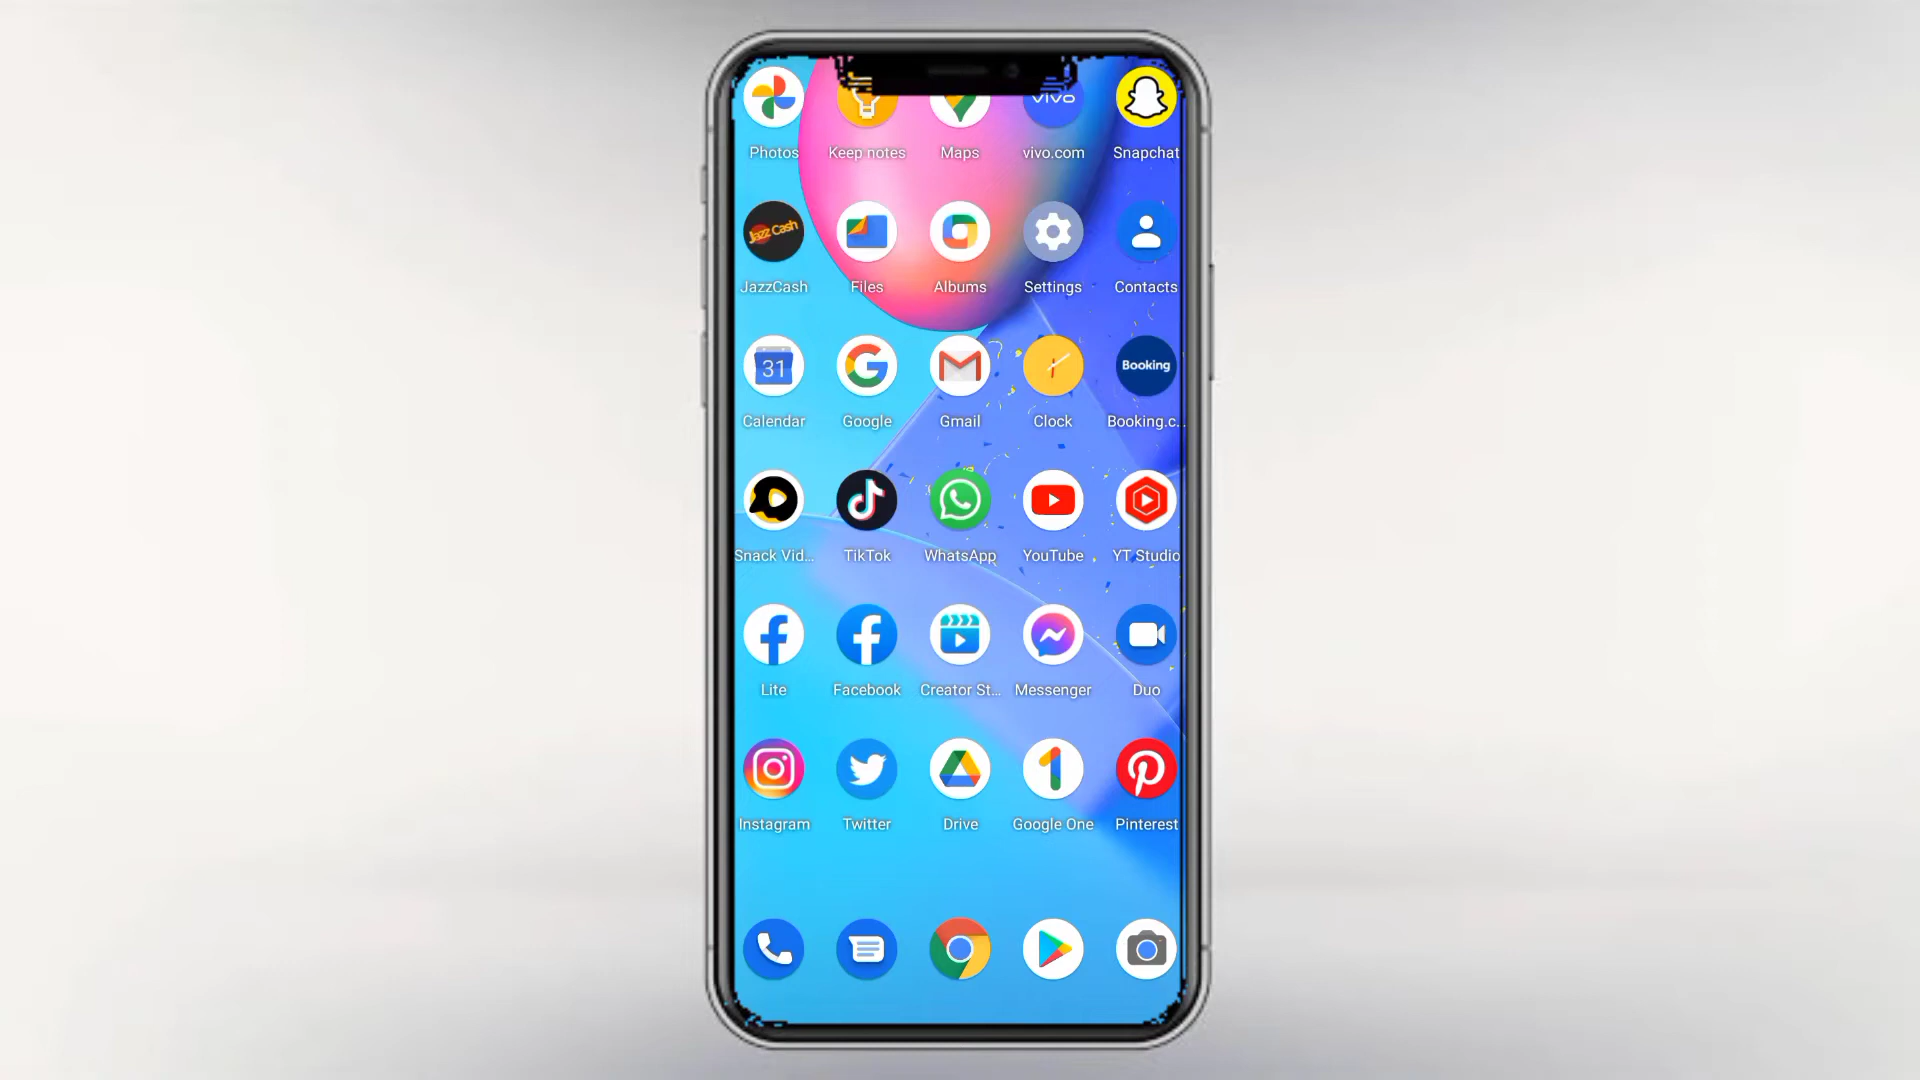 vivo
Photos Keep notes Maps vivo.com Snapchat
Jazz Cash
JazzCash Files Albums Settings Contacts
31 Booking
Calendar Google Gmail Clock Booking.c...
Snack Vid... TikTok WhatsApp YouTube YT Studio
Lite Facebook Creator St... Messenger Duo
Instagram Twitter Drive Google One Pinterest